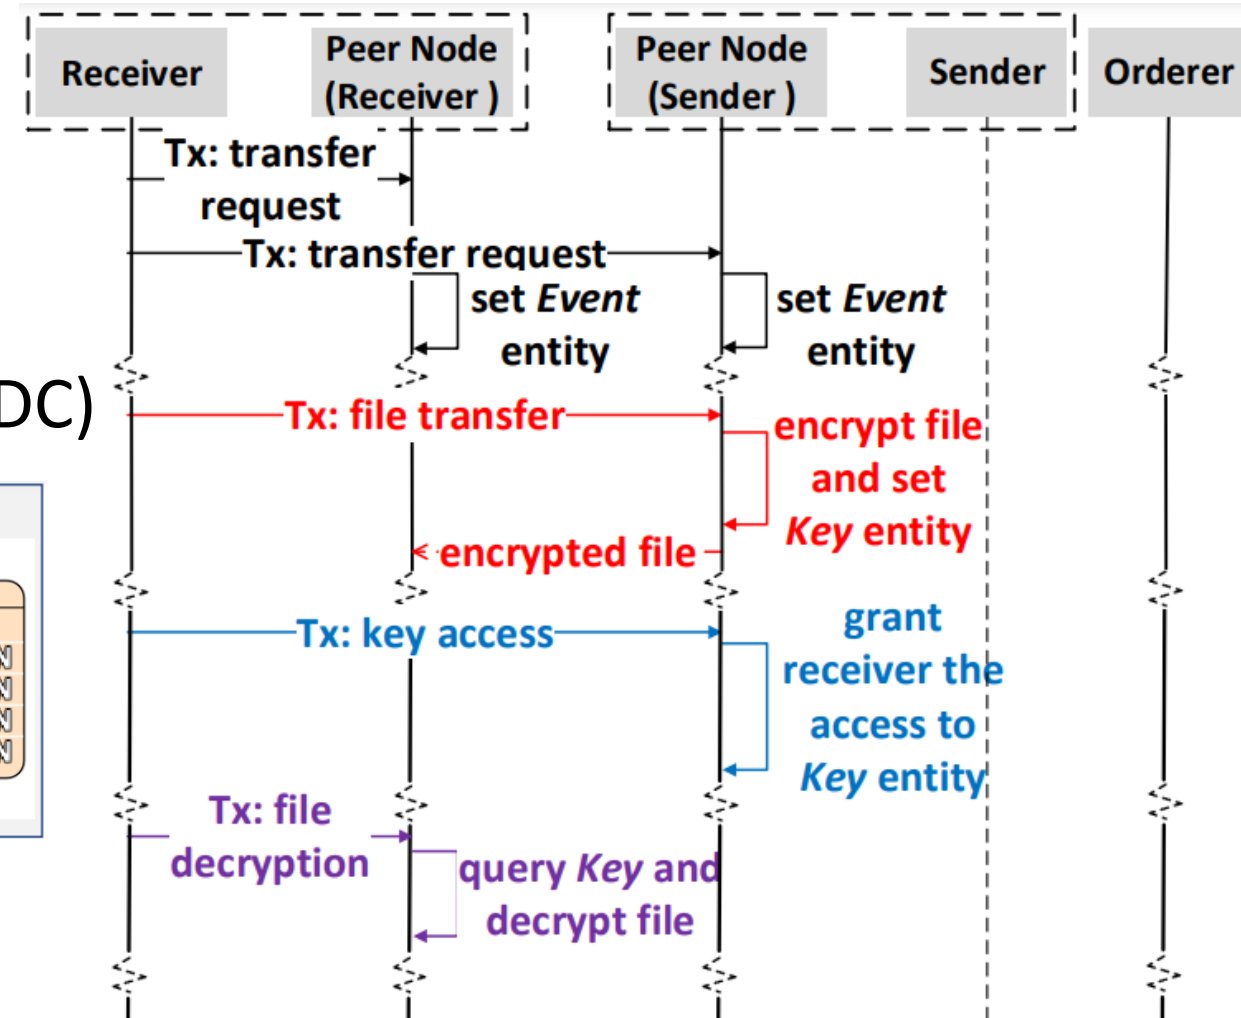 Receiver
Peer Node
(Receiver )
Peer Node
(Sender )
Sender
Orderer
Tx: transfer
request
Tx: transfer request
set Event
entity
set Event
entity
DC)
Tx: file transfer
encrypt file
and set
Key entity
encrypted file
Tx: key access
grant
receiver the
access to
Key entity
N
N
N
N
Tx: file
decryption
query Key and
decrypt file